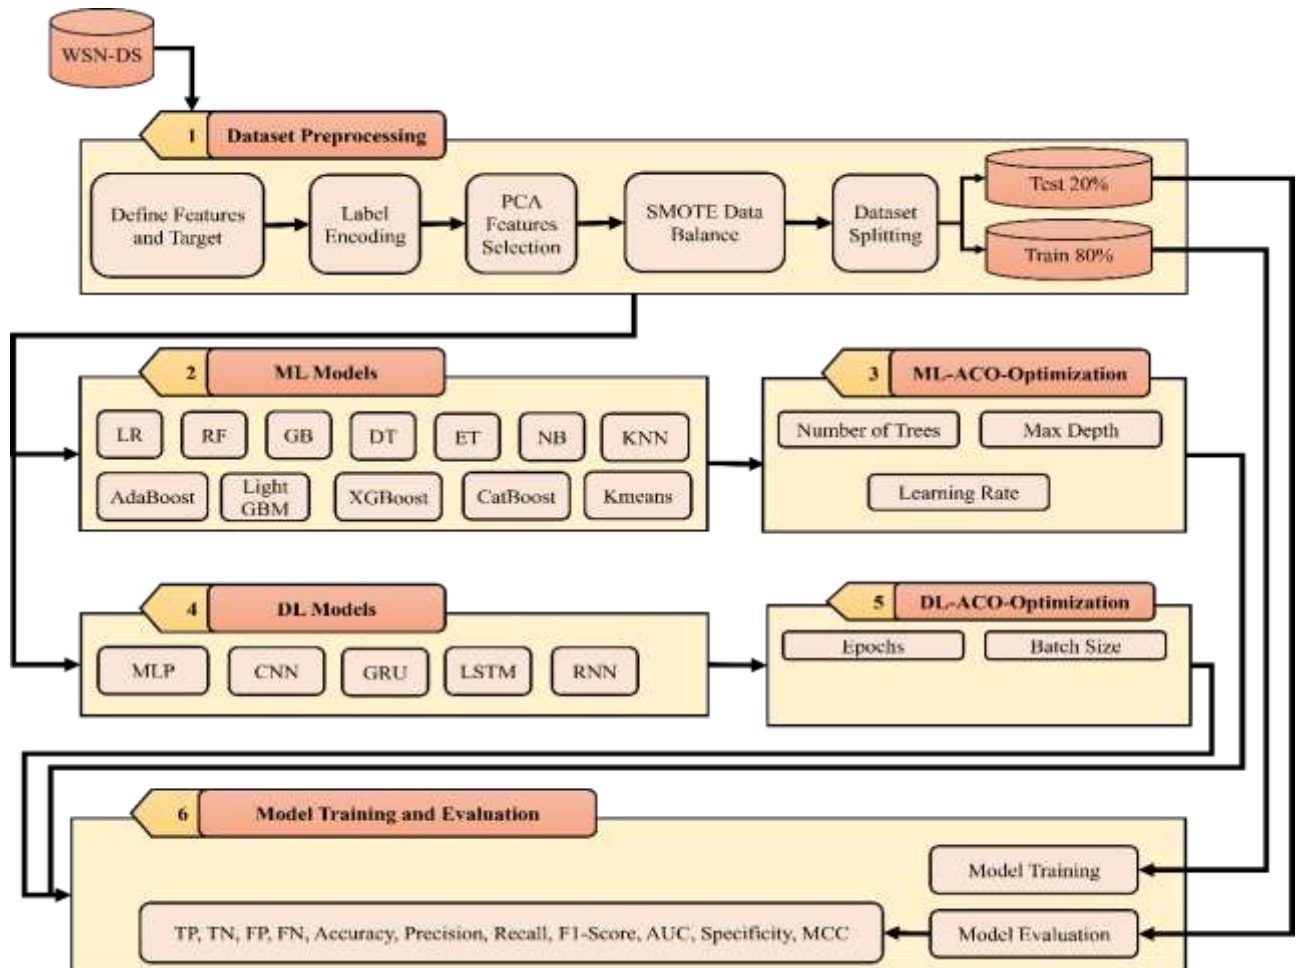 WSN-DS
1
Dataset Preprocessing
Define Features
and Target
Label
Encoding
PCA
Features
Selection
SMOTE Data
Balance
Dataset
Splitting
Test 20%
Train 80%
2
ML Models
LR
RF
GB
DT
ET
NB
KNN
AdaBoost
Light
GBM
XGBoost
CatBoost
Kmeans
3
ML-ACO-Optimization
Number of Trees
Max Depth
Learning Rate
4
DL Models
MLP
CNN
GRU
LSTM
RNN
5
DL-ACO-Optimization
Epochs
Batch Size
6
Model Training and Evaluation
Model Training
Model Evaluation
TP, TN, FP, FN, Accuracy, Precision, Recall, F1-Score, AUC, Specificity, MCC